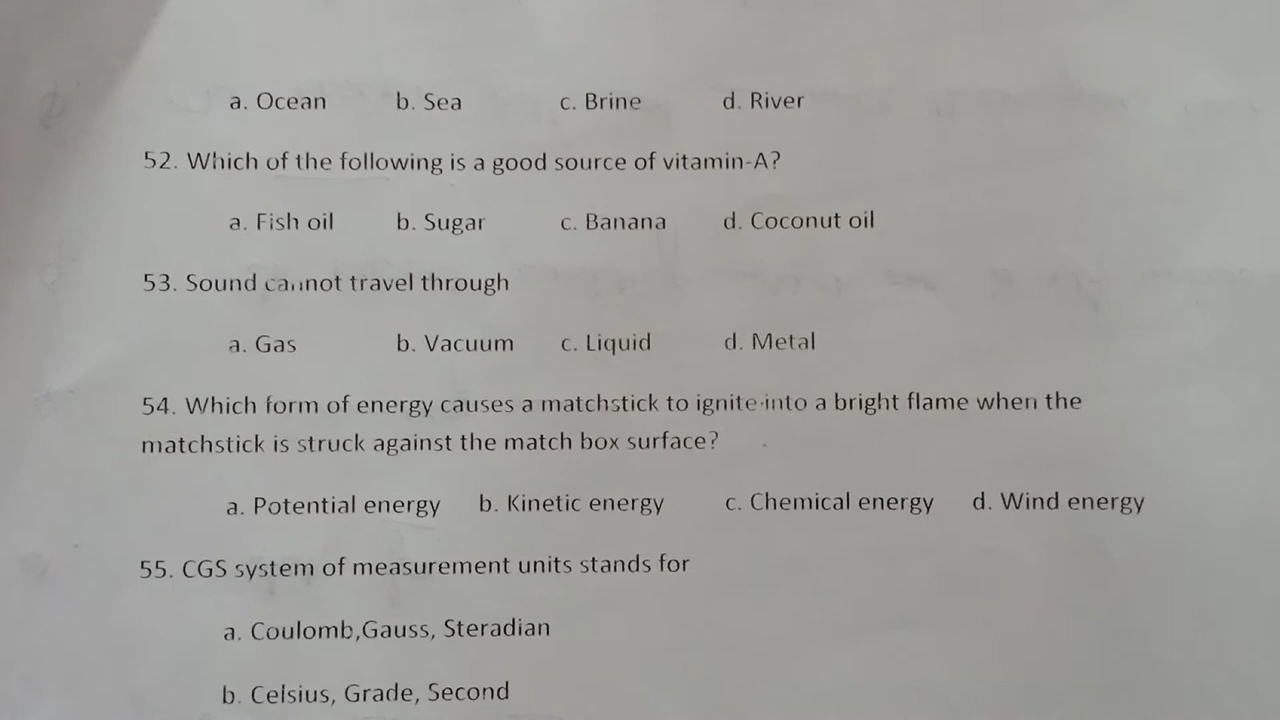 a. Ocean b. Sea c. Brine d. River
52. Which of the following is a good source of vitamin-A?
a. Fish oil b. Sugar c. Banana d. Coconut oil
53. Sound cannot travel through
a. Gas b. Vacuum c. Liquid d. Metal
54. Which form of energy causes a matchstick to ignite into a bright flame when the
matchstick is struck against the match box surface?
a. Potential energy b. Kinetic energy c. Chemical energy d. Wind energy
55. CGS system of measurement units stands for
a. Coulomb,Gauss, Steradian
b. Celsius, Grade, Second